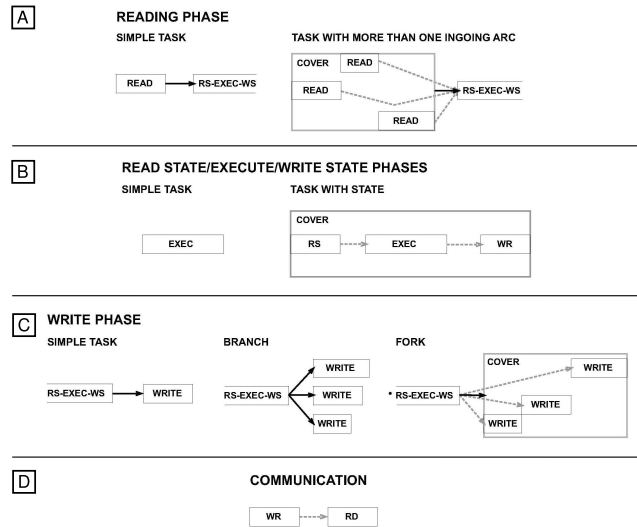 A
READING PHASE
SIMPLE TASK
TASK WITH MORE THAN ONE INGOING ARC
READ
RS-EXEC-WS
COVER
READ
READ
READ
RS-EXEC-WS
B
READ STATE/EXECUTE/WRITE STATE PHASES
SIMPLE TASK
TASK WITH STATE
EXEC
COVER
RS
EXEC
WR
C
WRITE PHASE
SIMPLE TASK
BRANCH
FORK
RS-EXEC-WS
WRITE
RS-EXEC-WS
WRITE
WRITE
WRITE
RS-EXEC-WS
COVER
WRITE
WRITE
WRITE
D
COMMUNICATION
WR
RD